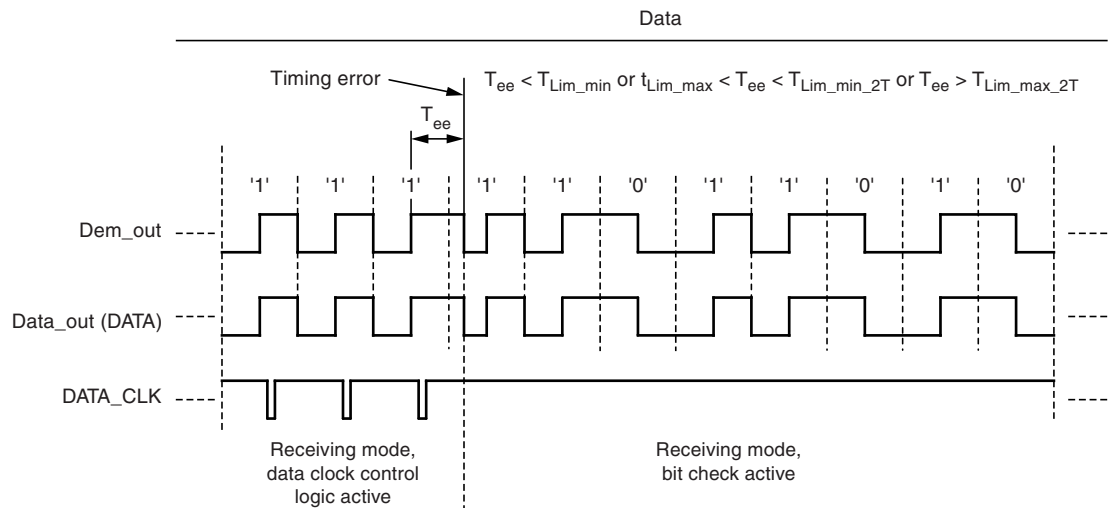 Data
Timing error
T_ee < T_Lim_min or t_Lim_max < T_ee < T_Lim_min_2T or T_ee > T_Lim_max_2T
T_ee
'1' '1' '1' '1' '1' '0' '1' '1' '0' '1' '0'
Dem_out
Data_out (DATA)
DATA_CLK
Receiving mode,
data clock control
logic active
Receiving mode,
bit check active